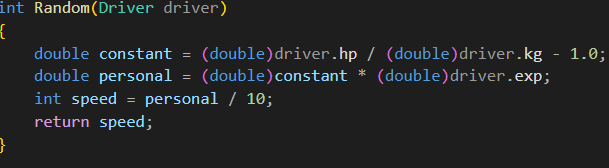 int Random(Driver driver)
{
    double constant = (double)driver.hp / (double)driver.kg - 1.0;
    double personal = (double)constant * (double)driver.exp;
    int speed = personal / 10;
    return speed;
}